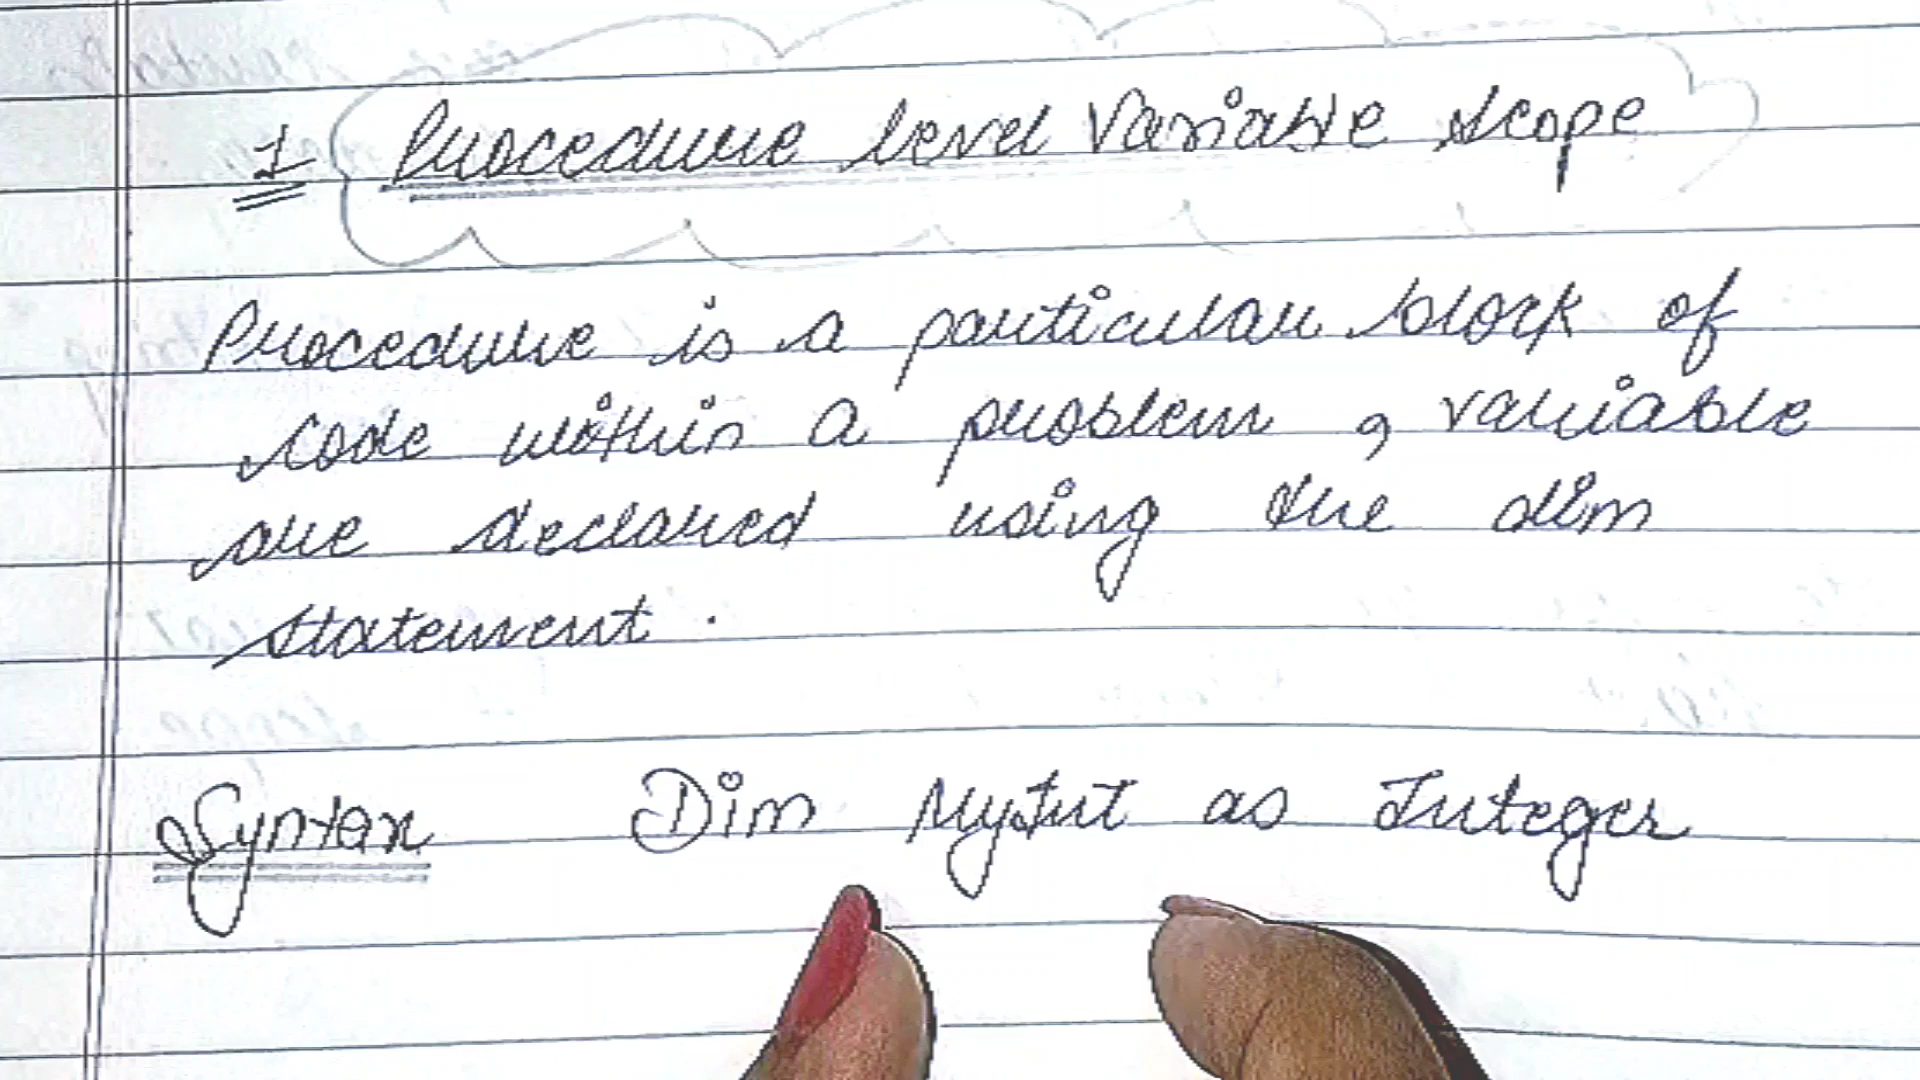 1 Procedure level Variable scope
Procedure is a particular block of
code within a problem, variable
are declared using the dim
statement.
Syntax Dim MyInt as Integer